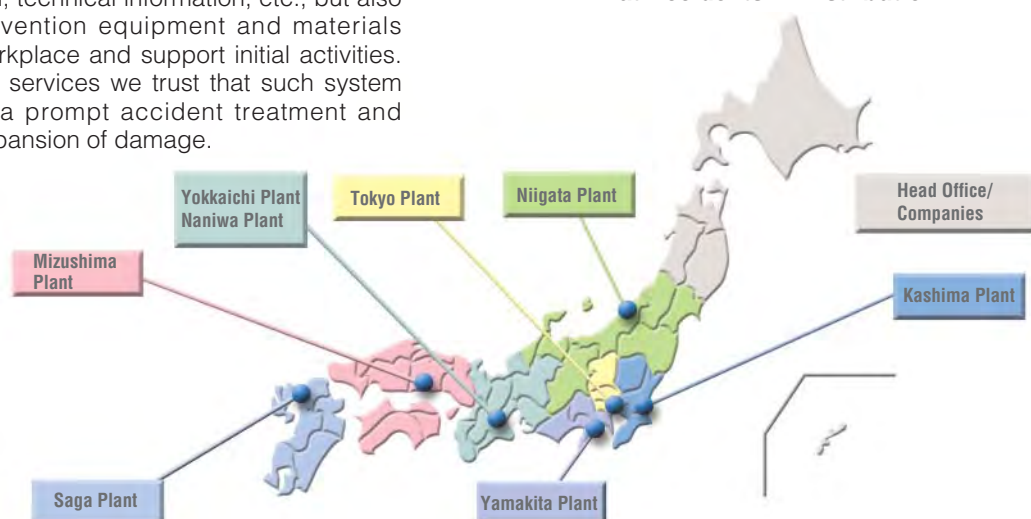 technical information, etc., but also
vention equipment and materials
rkplace and support initial activities.
services we trust that such system
a prompt accident treatment and
pansion of damage.
Yokkaichi Plant
Naniwa Plant
Tokyo Plant
Niigata Plant
Head Office/
Companies
Mizushima
Plant
Kashima Plant
Saga Plant
Yamakita Plant